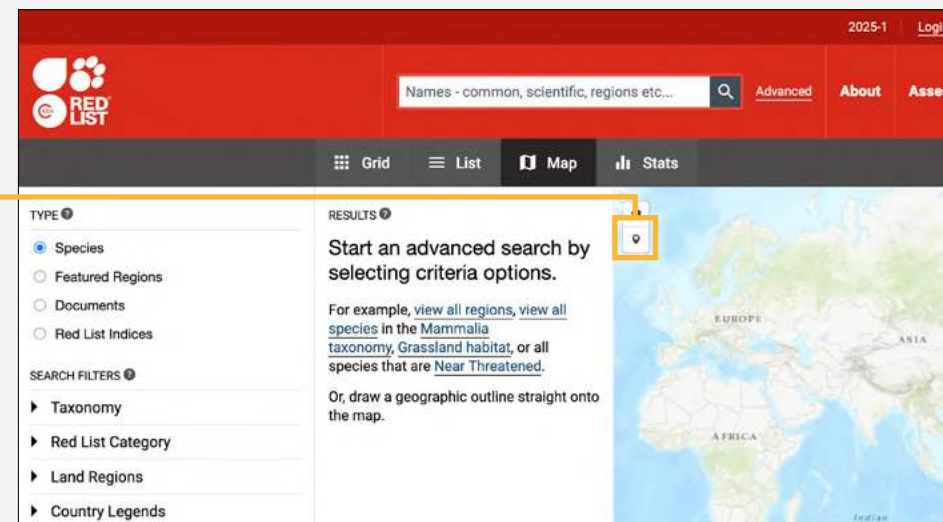 2025-1
RED
LIST
Names - common, scientific, regions etc...
Advanced
About
Grid
List
Map
Stats
TYPE
Species
Featured Regions
Documents
Red List Indices
SEARCH FILTERS
Taxonomy
Red List Category
Land Regions
Country Legends
RESULTS
Start an advanced search by
selecting criteria options.
For example, view all regions, view all
species in the Mammalia
taxonomy, Grassland habitat, or all
species that are Near Threatened.
Or, draw a geographic outline straight onto
the map.
EUROPE
ASIA
AFRICA
Indian